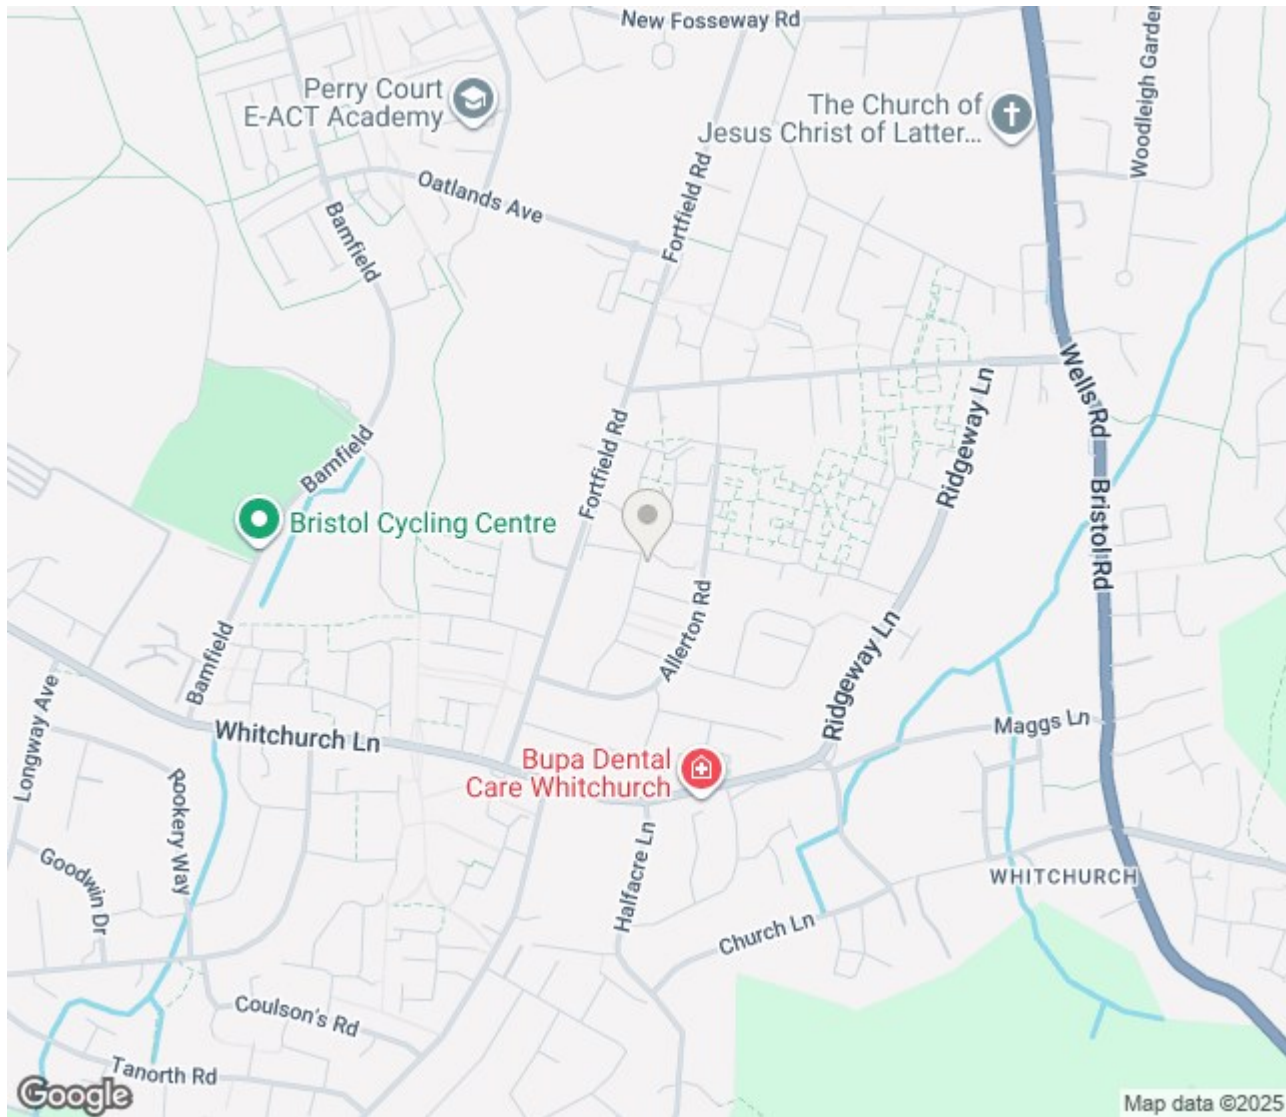 New Fosseway Rd
Perry Court
E-ACT Academy
The Church of
Jesus Christ of Latter...
Woodleigh Garden
Oatlands Ave
Fortfield Rd
Bamfield
Wells Rd
Ridgeway Ln
Fortfield Rd
Bamfield
Bristol Cycling Centre
Bristol Rd
Allerton Rd
Ridgeway Ln
Bamfield
Longway Ave
Whitchurch Ln
Maggs Ln
Bupa Dental
Care Whitchurch
Rookery Way
Goodwin Dr
Halfacre Ln
WHITCHURCH
Church Ln
Coulson's Rd
Tanorth Rd
Google
Map data ©2025